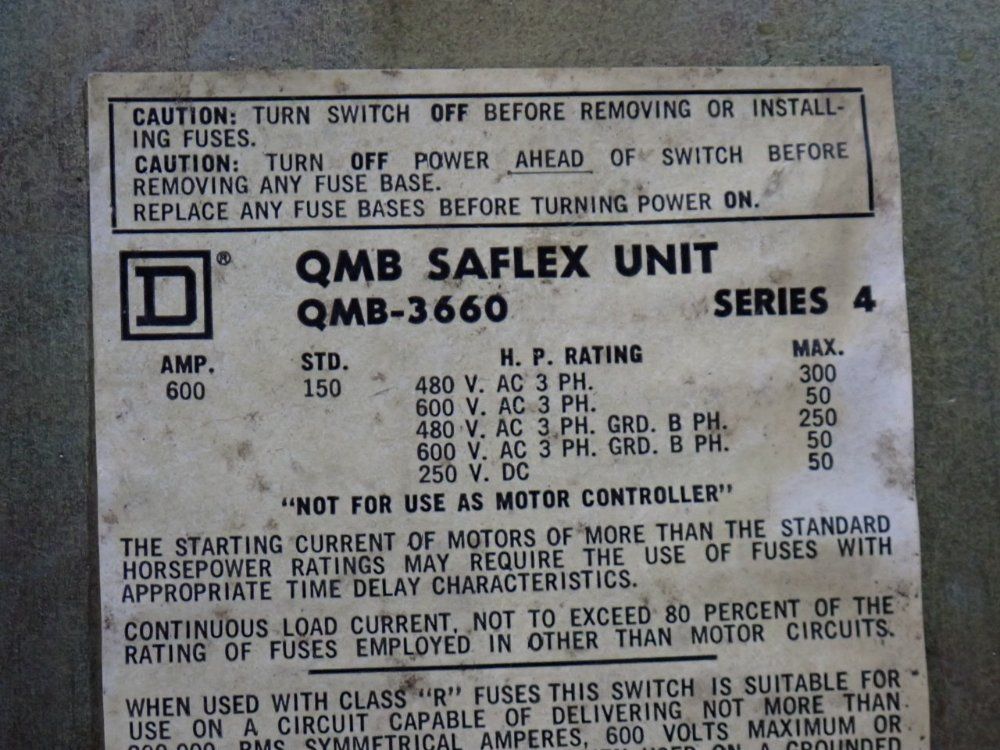 CAUTION: TURN SWITCH OFF BEFORE REMOVING OR INSTALL-
ING FUSES.
CAUTION: TURN OFF POWER AHEAD OF SWITCH BEFORE
REMOVING ANY FUSE BASE.
REPLACE ANY FUSE BASES BEFORE TURNING POWER ON.
D ® QMB SAFLEX UNIT
QMB-3660 SERIES 4
AMP. STD. H. P. RATING MAX.
600 150 480 V. AC 3 PH. 300
600 V. AC 3 PH. 50
480 V. AC 3 PH. GRD. B PH. 250
600 V. AC 3 PH. GRD. B PH. 50
250 V. DC 50
"NOT FOR USE AS MOTOR CONTROLLER"
THE STARTING CURRENT OF MOTORS OF MORE THAN THE STANDARD
HORSEPOWER RATINGS MAY REQUIRE THE USE OF FUSES WITH
APPROPRIATE TIME DELAY CHARACTERISTICS.
CONTINUOUS LOAD CURRENT, NOT TO EXCEED 80 PERCENT OF THE
RATING OF FUSES EMPLOYED IN OTHER THAN MOTOR CIRCUITS.
WHEN USED WITH CLASS "R" FUSES THIS SWITCH IS SUITABLE FOR
USE ON A CIRCUIT CAPABLE OF DELIVERING NOT MORE THAN
200,000 RMS SYMMETRICAL AMPERES, 600 VOLTS MAXIMUM OR
USED ON A GROUNDED